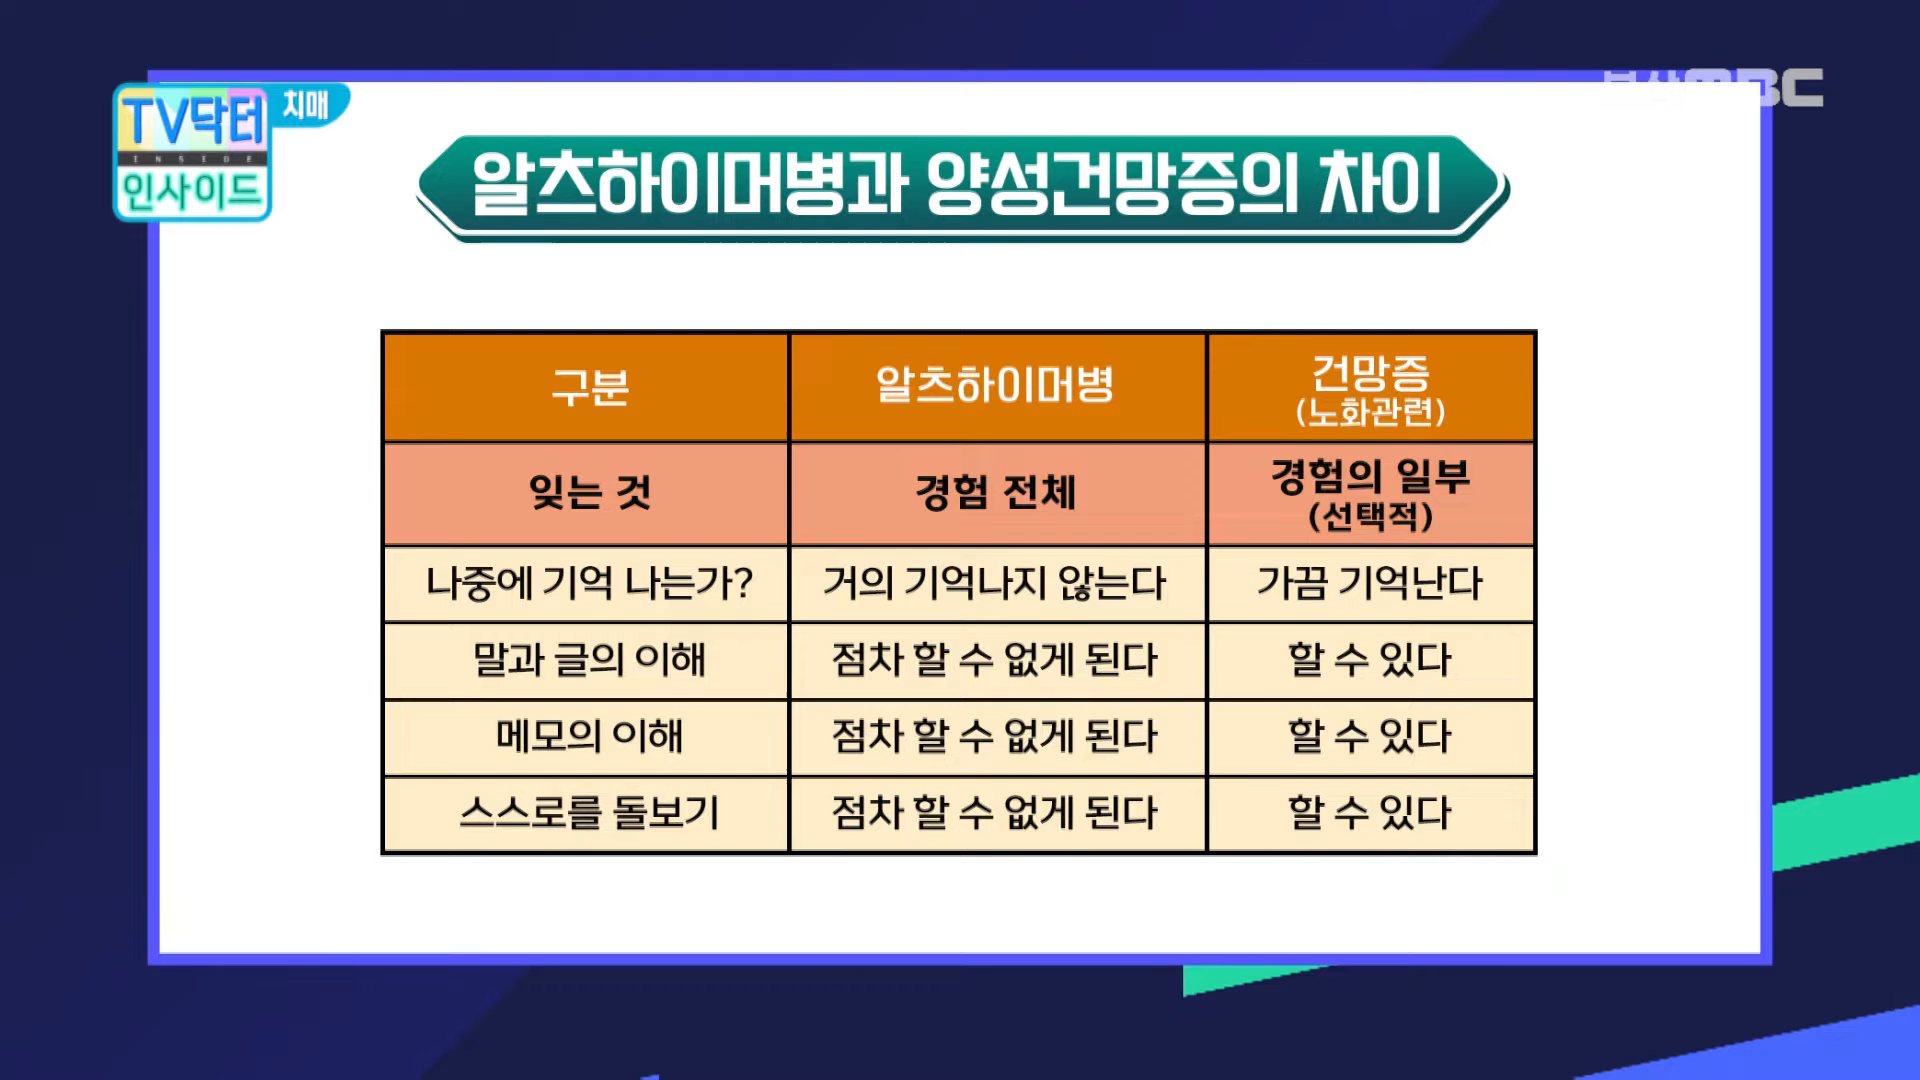 TV닥터
INSIDE
인사이드
치매
부산MBC
알츠하이머병과 양성건망증의 차이
구분 알츠하이머병 건망증
(노화관련)
잊는 것 경험 전체 경험의 일부
(선택적)
나중에 기억 나는가? 거의 기억나지 않는다 가끔 기억난다
말과 글의 이해 점차 할 수 없게 된다 할 수 있다
메모의 이해 점차 할 수 없게 된다 할 수 있다
스스로를 돌보기 점차 할 수 없게 된다 할 수 있다